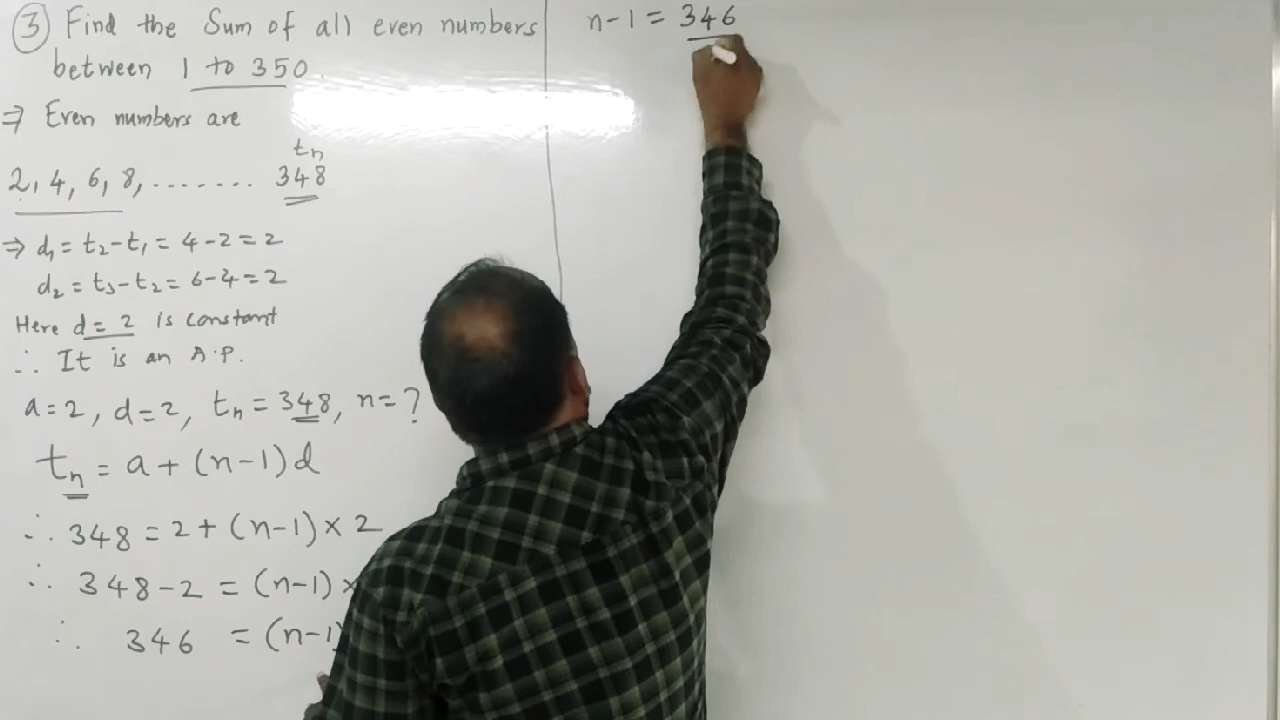 ③ Find the Sum of all even numbers
between 1 to 350
⇒ Even numbers are
tn
2, 4, 6, 8, ....... 348
⇒ d₁ = t₂ - t₁ = 4 - 2 = 2
d₂ = t₃ - t₂ = 6 - 4 = 2
Here d = 2 is constant
∴ It is an A.P.
a = 2, d = 2, tn = 348, n = ?
tn = a + (n - 1) d
∴ 348 = 2 + (n - 1) × 2
∴ 348 - 2 = (n - 1) ×
∴ 346 = (n - 1)
n - 1 = 346